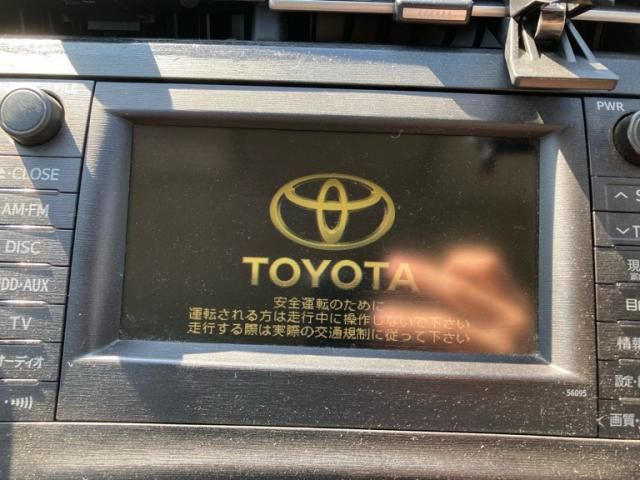 PWR
CLOSE
AM·FM
DISC
DD·AUX
TV
オーディオ
TOYOTA
安全運転のために
運転される方は走行中に操作しないで下さい
走行する際は実際の交通規制に従って下さい
56095
現
目
情報
設定
画質